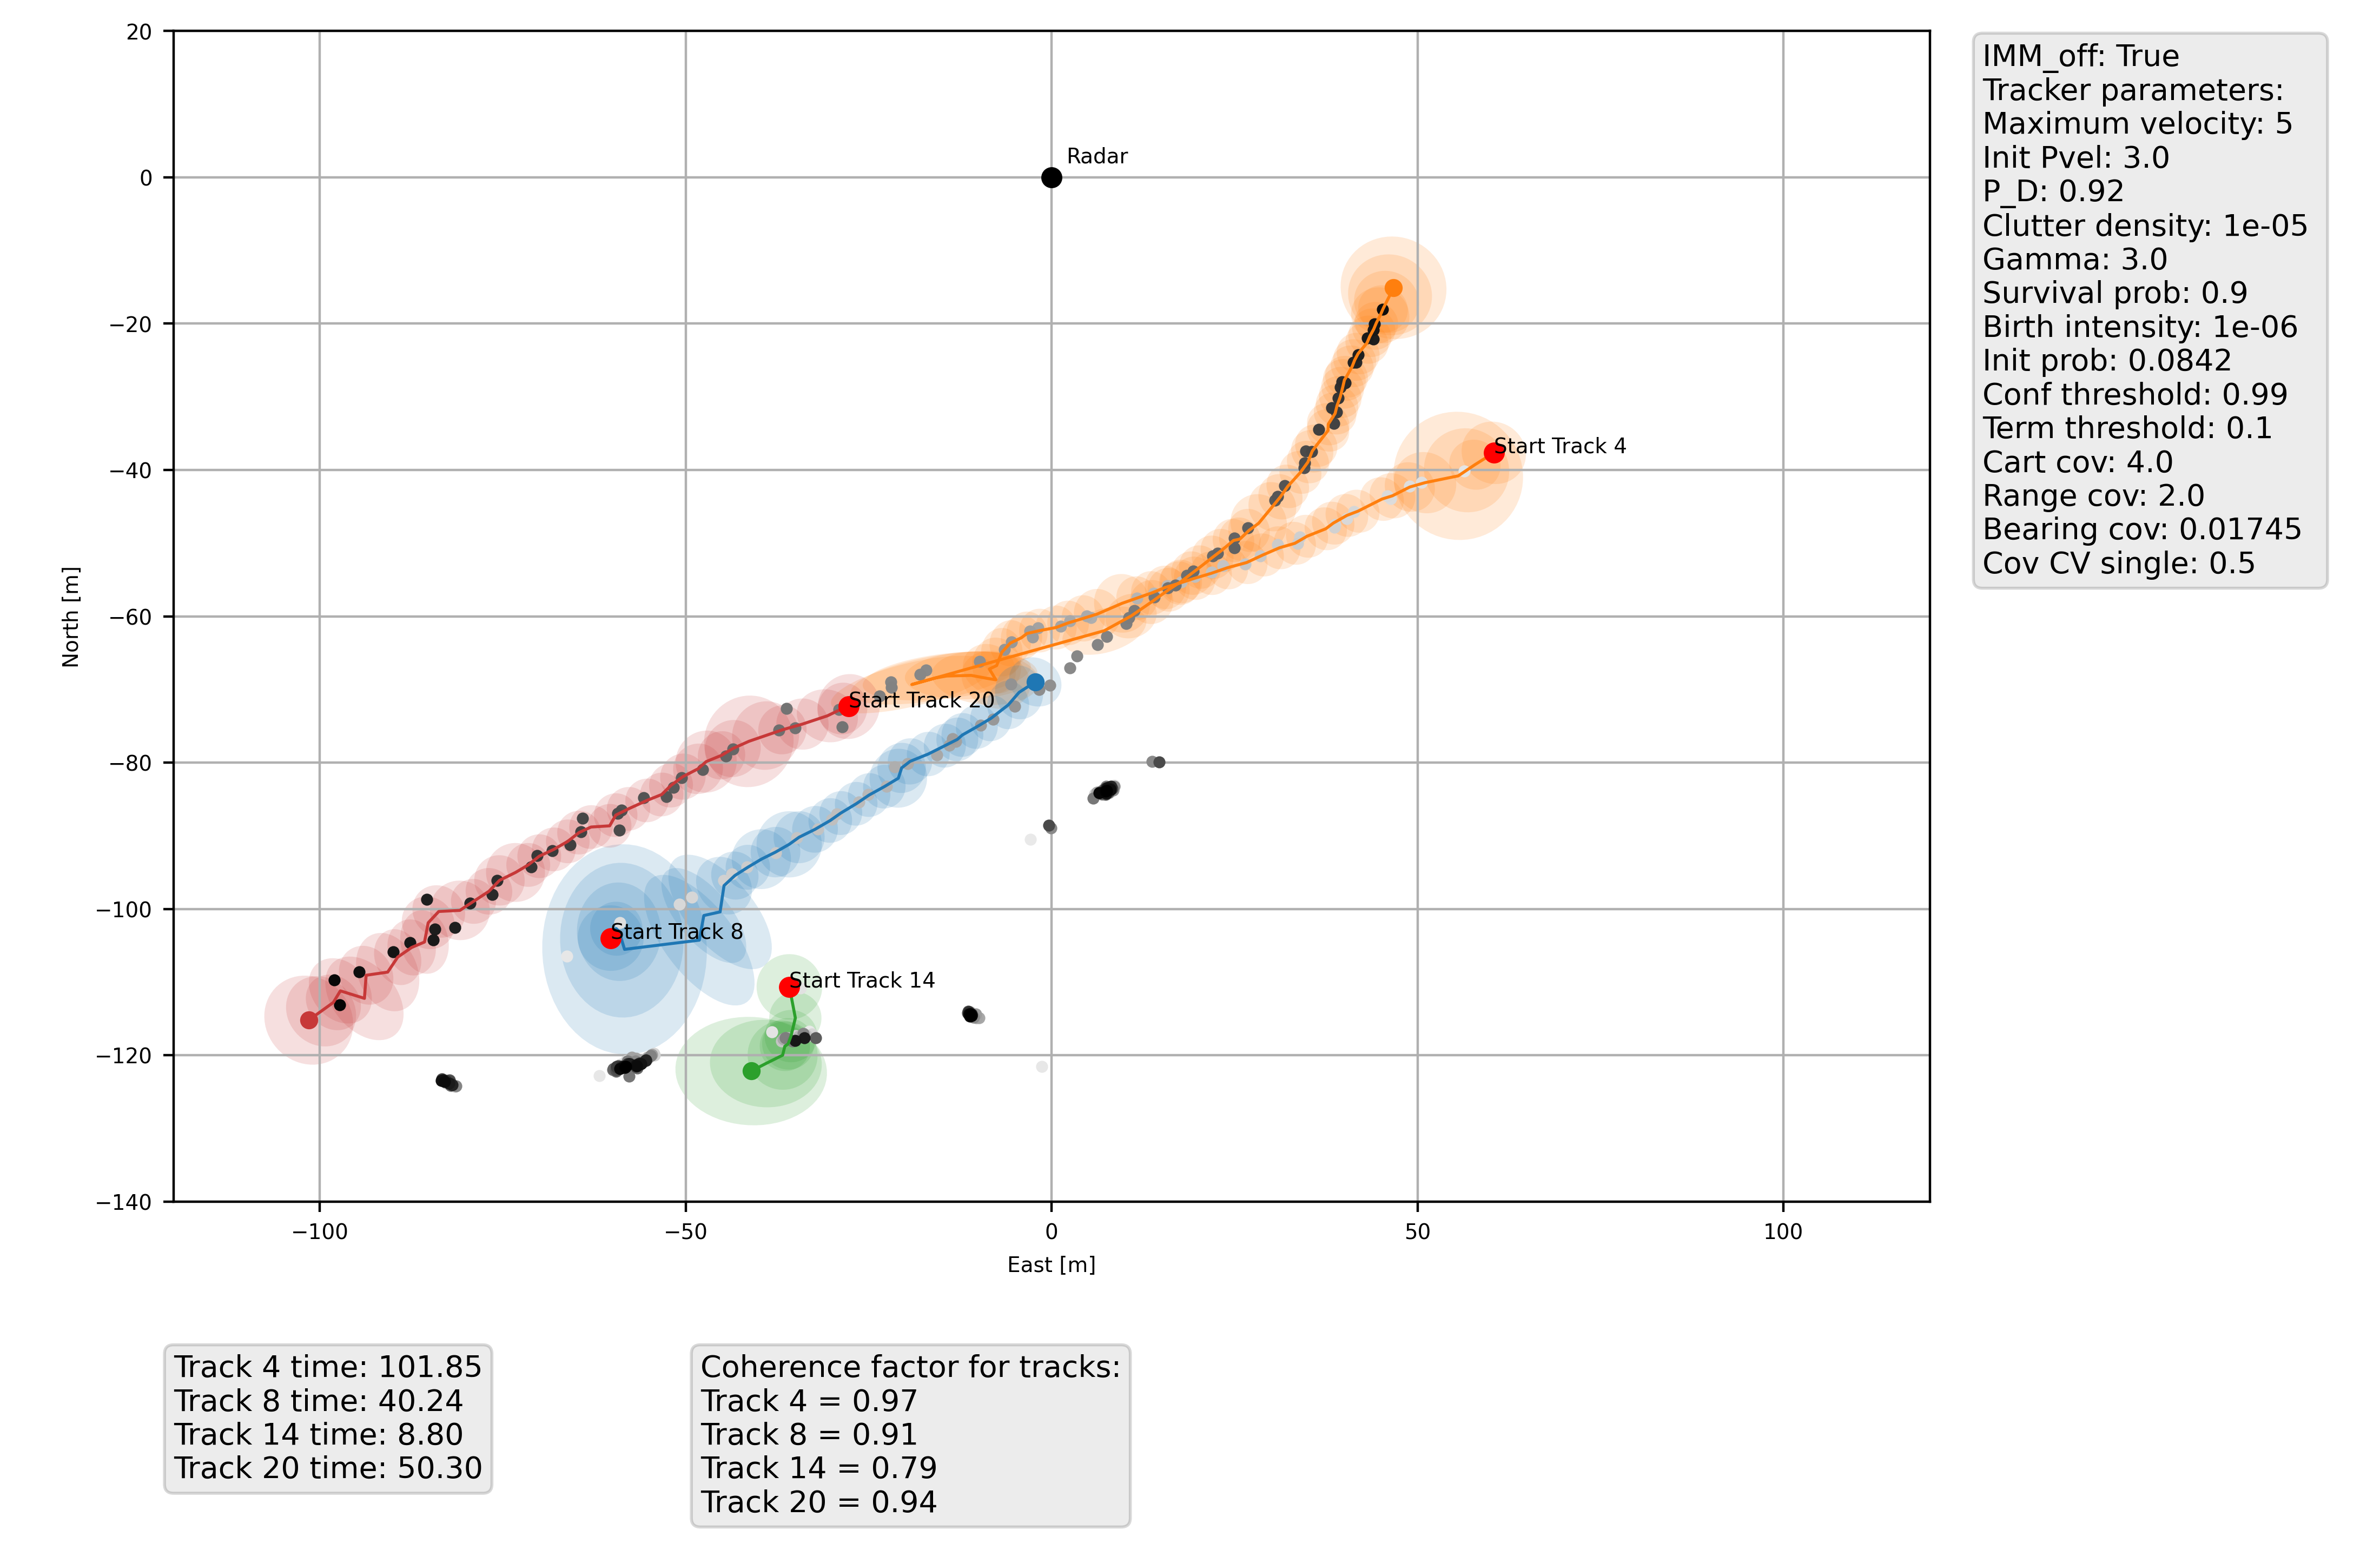 20
0
−20
−40
−60
−80
−100
−120
−140
North [m]
−100
−50
0
50
100
East [m]
Radar
Start Track 4
Start Track 20
Start Track 8
Start Track 14
IMM_off: True
Tracker parameters:
Maximum velocity: 5
Init Pvel: 3.0
P_D: 0.92
Clutter density: 1e-05
Gamma: 3.0
Survival prob: 0.9
Birth intensity: 1e-06
Init prob: 0.0842
Conf threshold: 0.99
Term threshold: 0.1
Cart cov: 4.0
Range cov: 2.0
Bearing cov: 0.01745
Cov CV single: 0.5
Track 4 time: 101.85
Track 8 time: 40.24
Track 14 time: 8.80
Track 20 time: 50.30
Coherence factor for tracks:
Track 4 = 0.97
Track 8 = 0.91
Track 14 = 0.79
Track 20 = 0.94